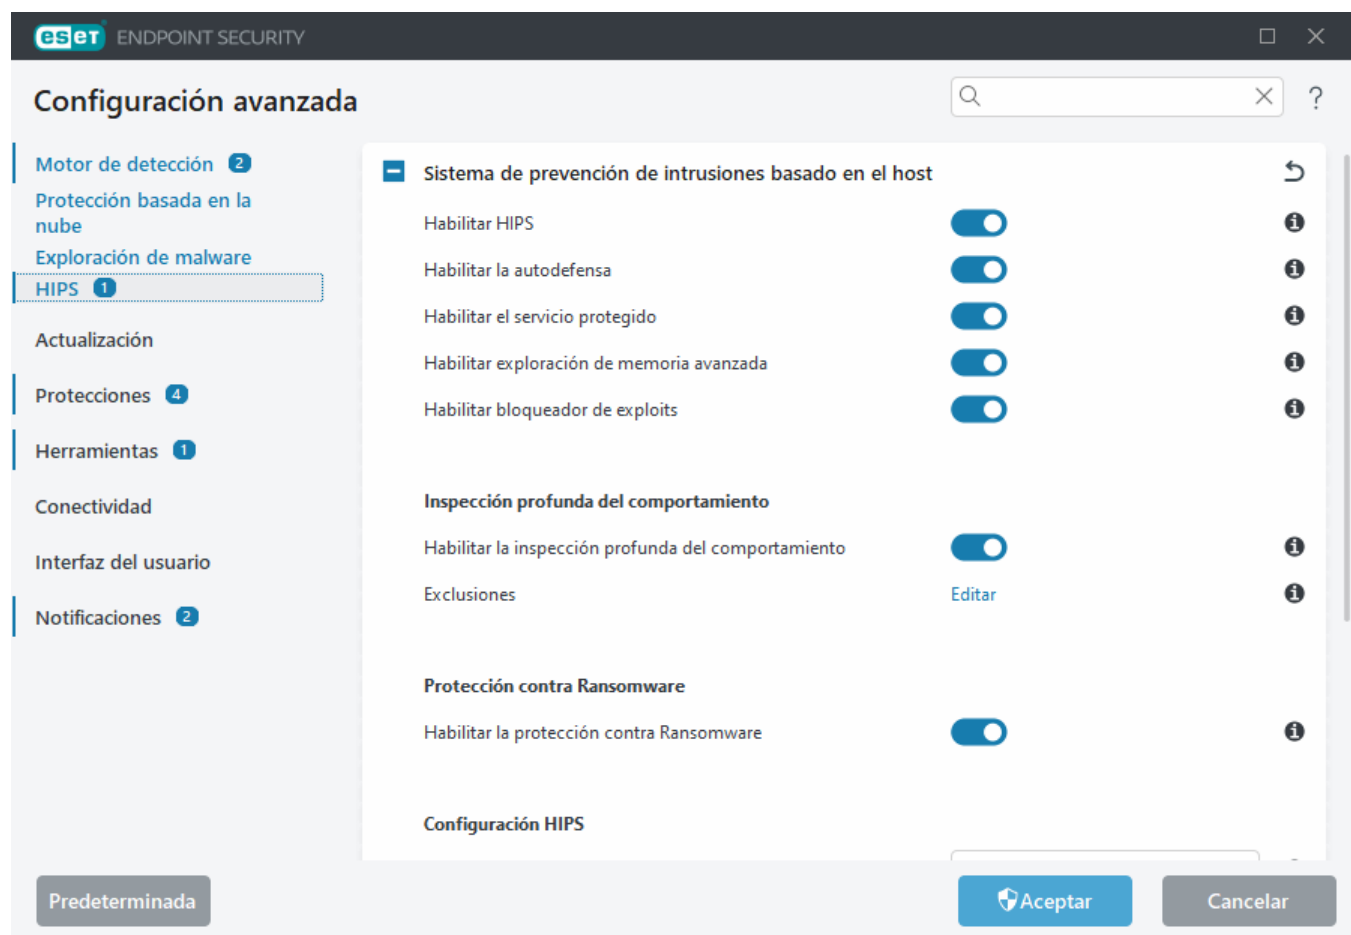 eseT ENDPOINT SECURITY
Configuración avanzada
?
Motor de detección 2
Protección basada en la
nube
Exploración de malware
HIPS 1
Actualización
Protecciones 4
Herramientas 1
Conectividad
Interfaz del usuario
Notificaciones 2
Sistema de prevención de intrusiones basado en el host
Habilitar HIPS
Habilitar la autodefensa
Habilitar el servicio protegido
Habilitar exploración de memoria avanzada
Habilitar bloqueador de exploits
Inspección profunda del comportamiento
Habilitar la inspección profunda del comportamiento
Exclusiones Editar
Protección contra Ransomware
Habilitar la protección contra Ransomware
Configuración HIPS
Predeterminada Aceptar Cancelar